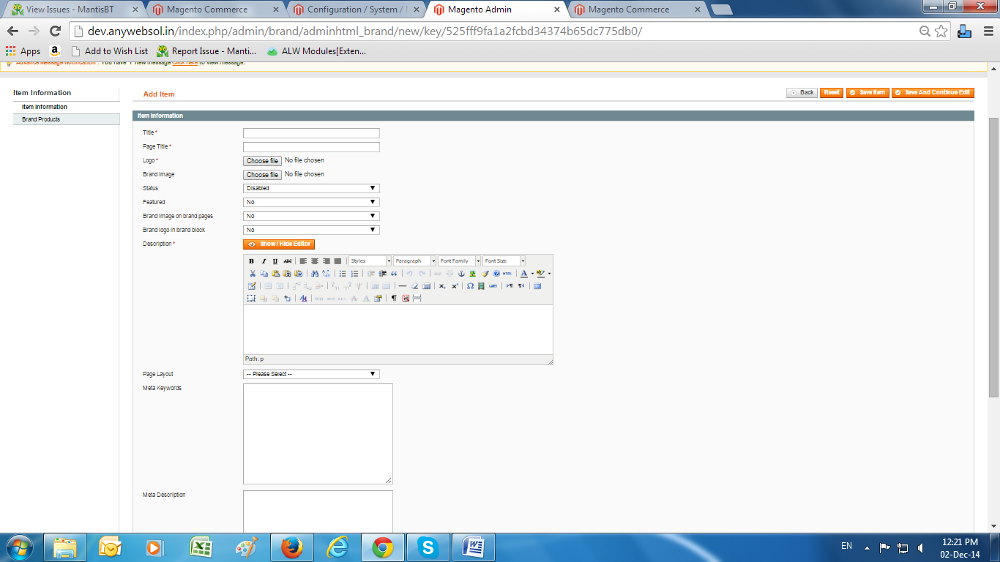 View Issues - MantisBT
Magento Commerce
Configuration / System /
Magento Admin
Magento Commerce
dev.anywebsol.in/index.php/admin/brand/adminhtml_brand/new/key/525fff9fa1a2fcbd34374b65dc775db0/
Apps
Add to Wish List
Report Issue - Manti...
ALW Modules[Exten...
Advance Message Notification : You have '1' new message Click Here to view message.
Item Information
Item Information
Brand Products
Add Item
Back
Reset
Save Item
Save And Continue Edit
Item Information
Title *
Page Title *
Logo *
Choose file No file chosen
Brand Image
Choose file No file chosen
Status
Disabled
Featured
No
Brand Image on brand pages
No
Brand logo in brand block
No
Description *
Show / Hide Editor
B I U ABC
Styles
Paragraph
Font Family
Font Size
HTML
Path: p
Page Layout
-- Please Select --
Meta Keywords
Meta Description
EN
12:21 PM
02-Dec-14